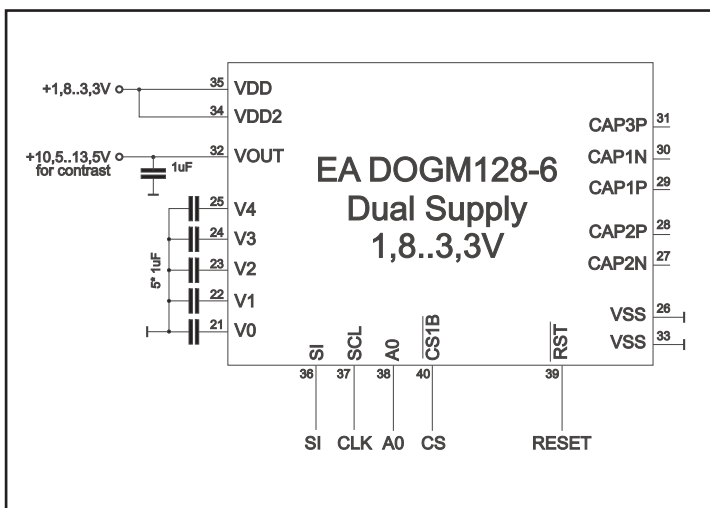 +1,8..3,3V
35 VDD
34 VDD2
+10,5..13,5V
for contrast
1uF
32 VOUT
25 V4
24 V3
23 V2
22 V1
21 V0
5* 1uF
EA DOGM128-6
Dual Supply
1,8..3,3V
CAP3P 31
CAP1N 30
CAP1P 29
CAP2P 28
CAP2N 27
VSS 26
VSS 33
SI SCL A0 CS1B RST
36 37 38 40 39
SI CLK A0 CS RESET